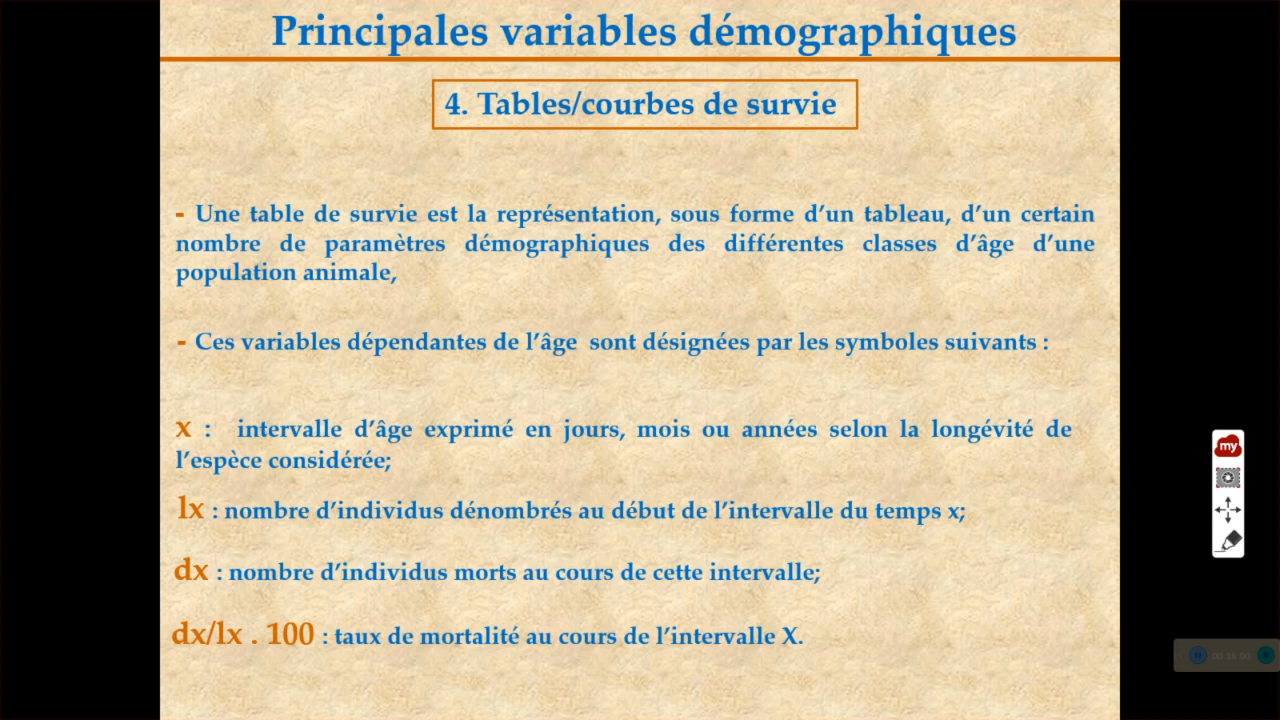 Principales variables démographiques
4. Tables/courbes de survie
- Une table de survie est la représentation, sous forme d’un tableau, d’un certain
nombre de paramètres démographiques des différentes classes d’âge d’une
population animale,
- Ces variables dépendantes de l’âge sont désignées par les symboles suivants :
x : intervalle d’âge exprimé en jours, mois ou années selon la longévité de
l’espèce considérée;
lx : nombre d’individus dénombrés au début de l’intervalle du temps x;
dx : nombre d’individus morts au cours de cette intervalle;
dx/lx . 100 : taux de mortalité au cours de l’intervalle X.
my